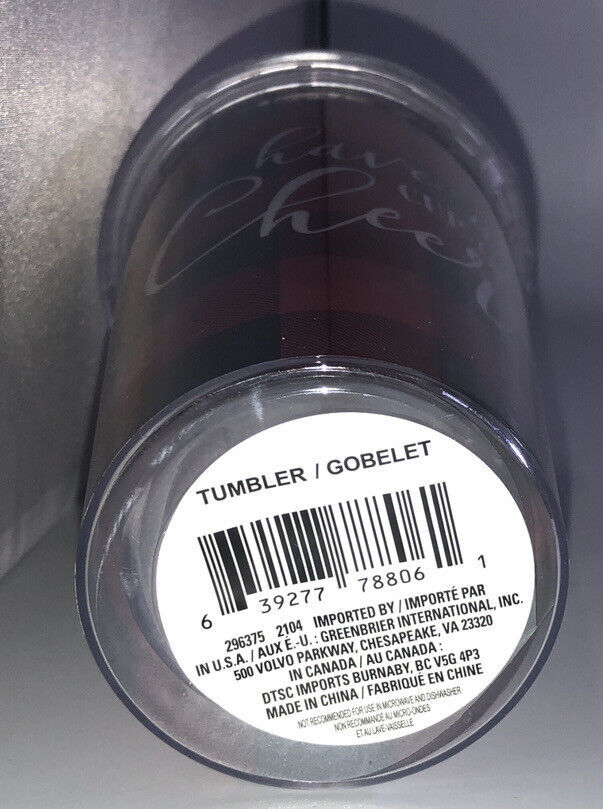 have
Cheer
TUMBLER / GOBELET
6 39277 78806 1
296375 2104 IMPORTED BY / IMPORTÉ PAR
IN U.S.A. / AUX É.-U. : GREENBRIER INTERNATIONAL, INC.
500 VOLVO PARKWAY, CHESAPEAKE, VA 23320
IN CANADA / AU CANADA :
DTSC IMPORTS BURNABY, BC V5G 4P3
MADE IN CHINA / FABRIQUÉ EN CHINE
NOT RECOMMENDED FOR USE IN MICROWAVE AND DISHWASHER
NON RECOMMANDÉ AU MICRO-ONDES
ET AU LAVE-VAISSELLE